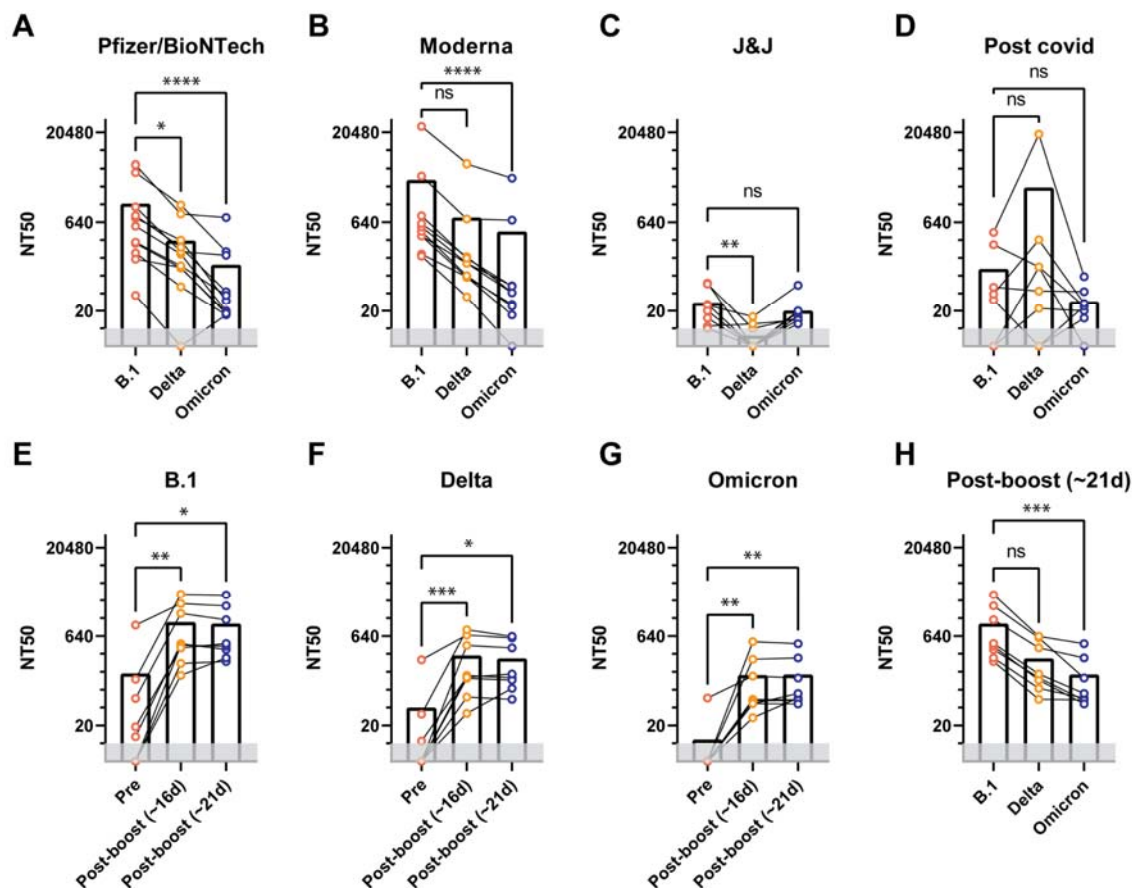 A
Pfizer/BioNTech
****
*
20480
640
20
NT50
B.1
Delta
Omicron
B
Moderna
****
ns
20480
640
20
NT50
B.1
Delta
Omicron
C
J&J
ns
**
20480
640
20
NT50
B.1
Delta
Omicron
D
Post covid
ns
ns
20480
640
20
NT50
B.1
Delta
Omicron
E
B.1
*
**
20480
640
20
NT50
Pre
Post-boost (~16d)
Post-boost (~21d)
F
Delta
*
***
20480
640
20
NT50
Pre
Post-boost (~16d)
Post-boost (~21d)
G
Omicron
**
**
20480
640
20
NT50
Pre
Post-boost (~16d)
Post-boost (~21d)
H
Post-boost (~21d)
***
ns
20480
640
20
NT50
B.1
Delta
Omicron